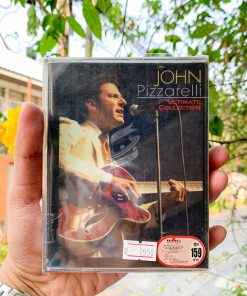 JOHN
Pizzarelli
ULTIMATE
COLLECTION
159